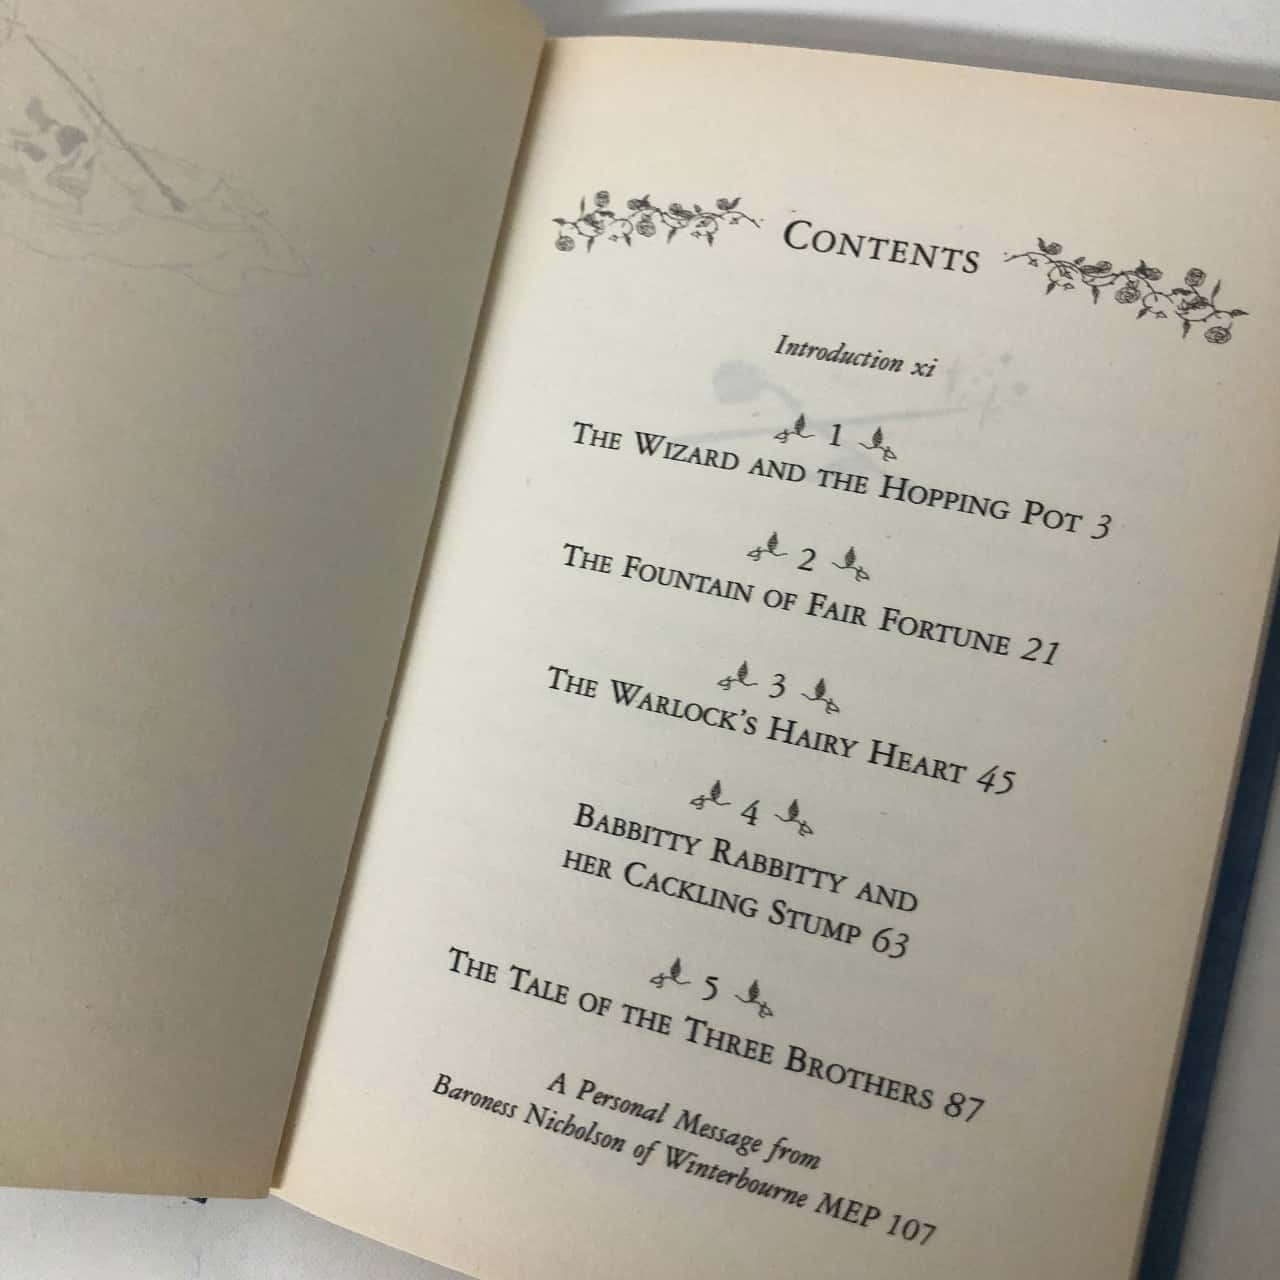 CONTENTS
Introduction xi
1
THE WIZARD AND THE HOPPING POT 3
2
THE FOUNTAIN OF FAIR FORTUNE 21
3
THE WARLOCK'S HAIRY HEART 45
4
BABBITTY RABBITTY AND
HER CACKLING STUMP 63
5
THE TALE OF THE THREE BROTHERS 87
A Personal Message from
Baroness Nicholson of Winterbourne MEP 107